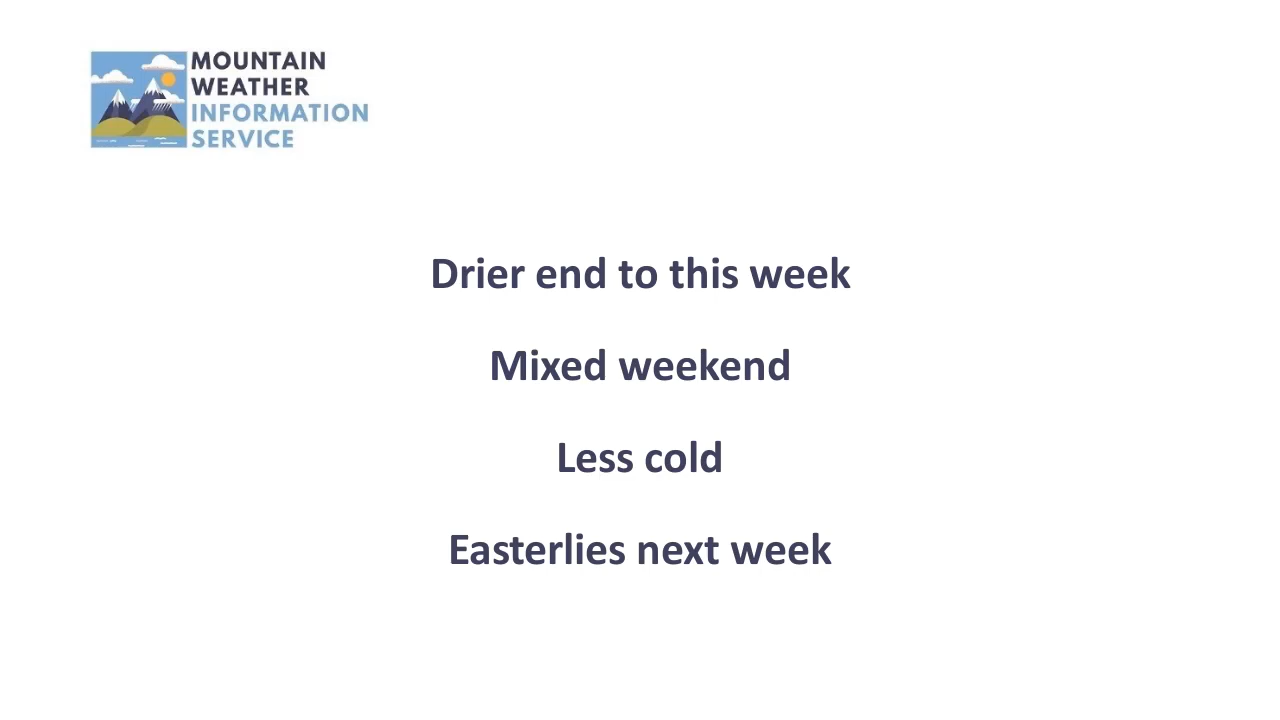 MOUNTAIN
WEATHER
INFORMATION
SERVICE
Drier end to this week
Mixed weekend
Less cold
Easterlies next week